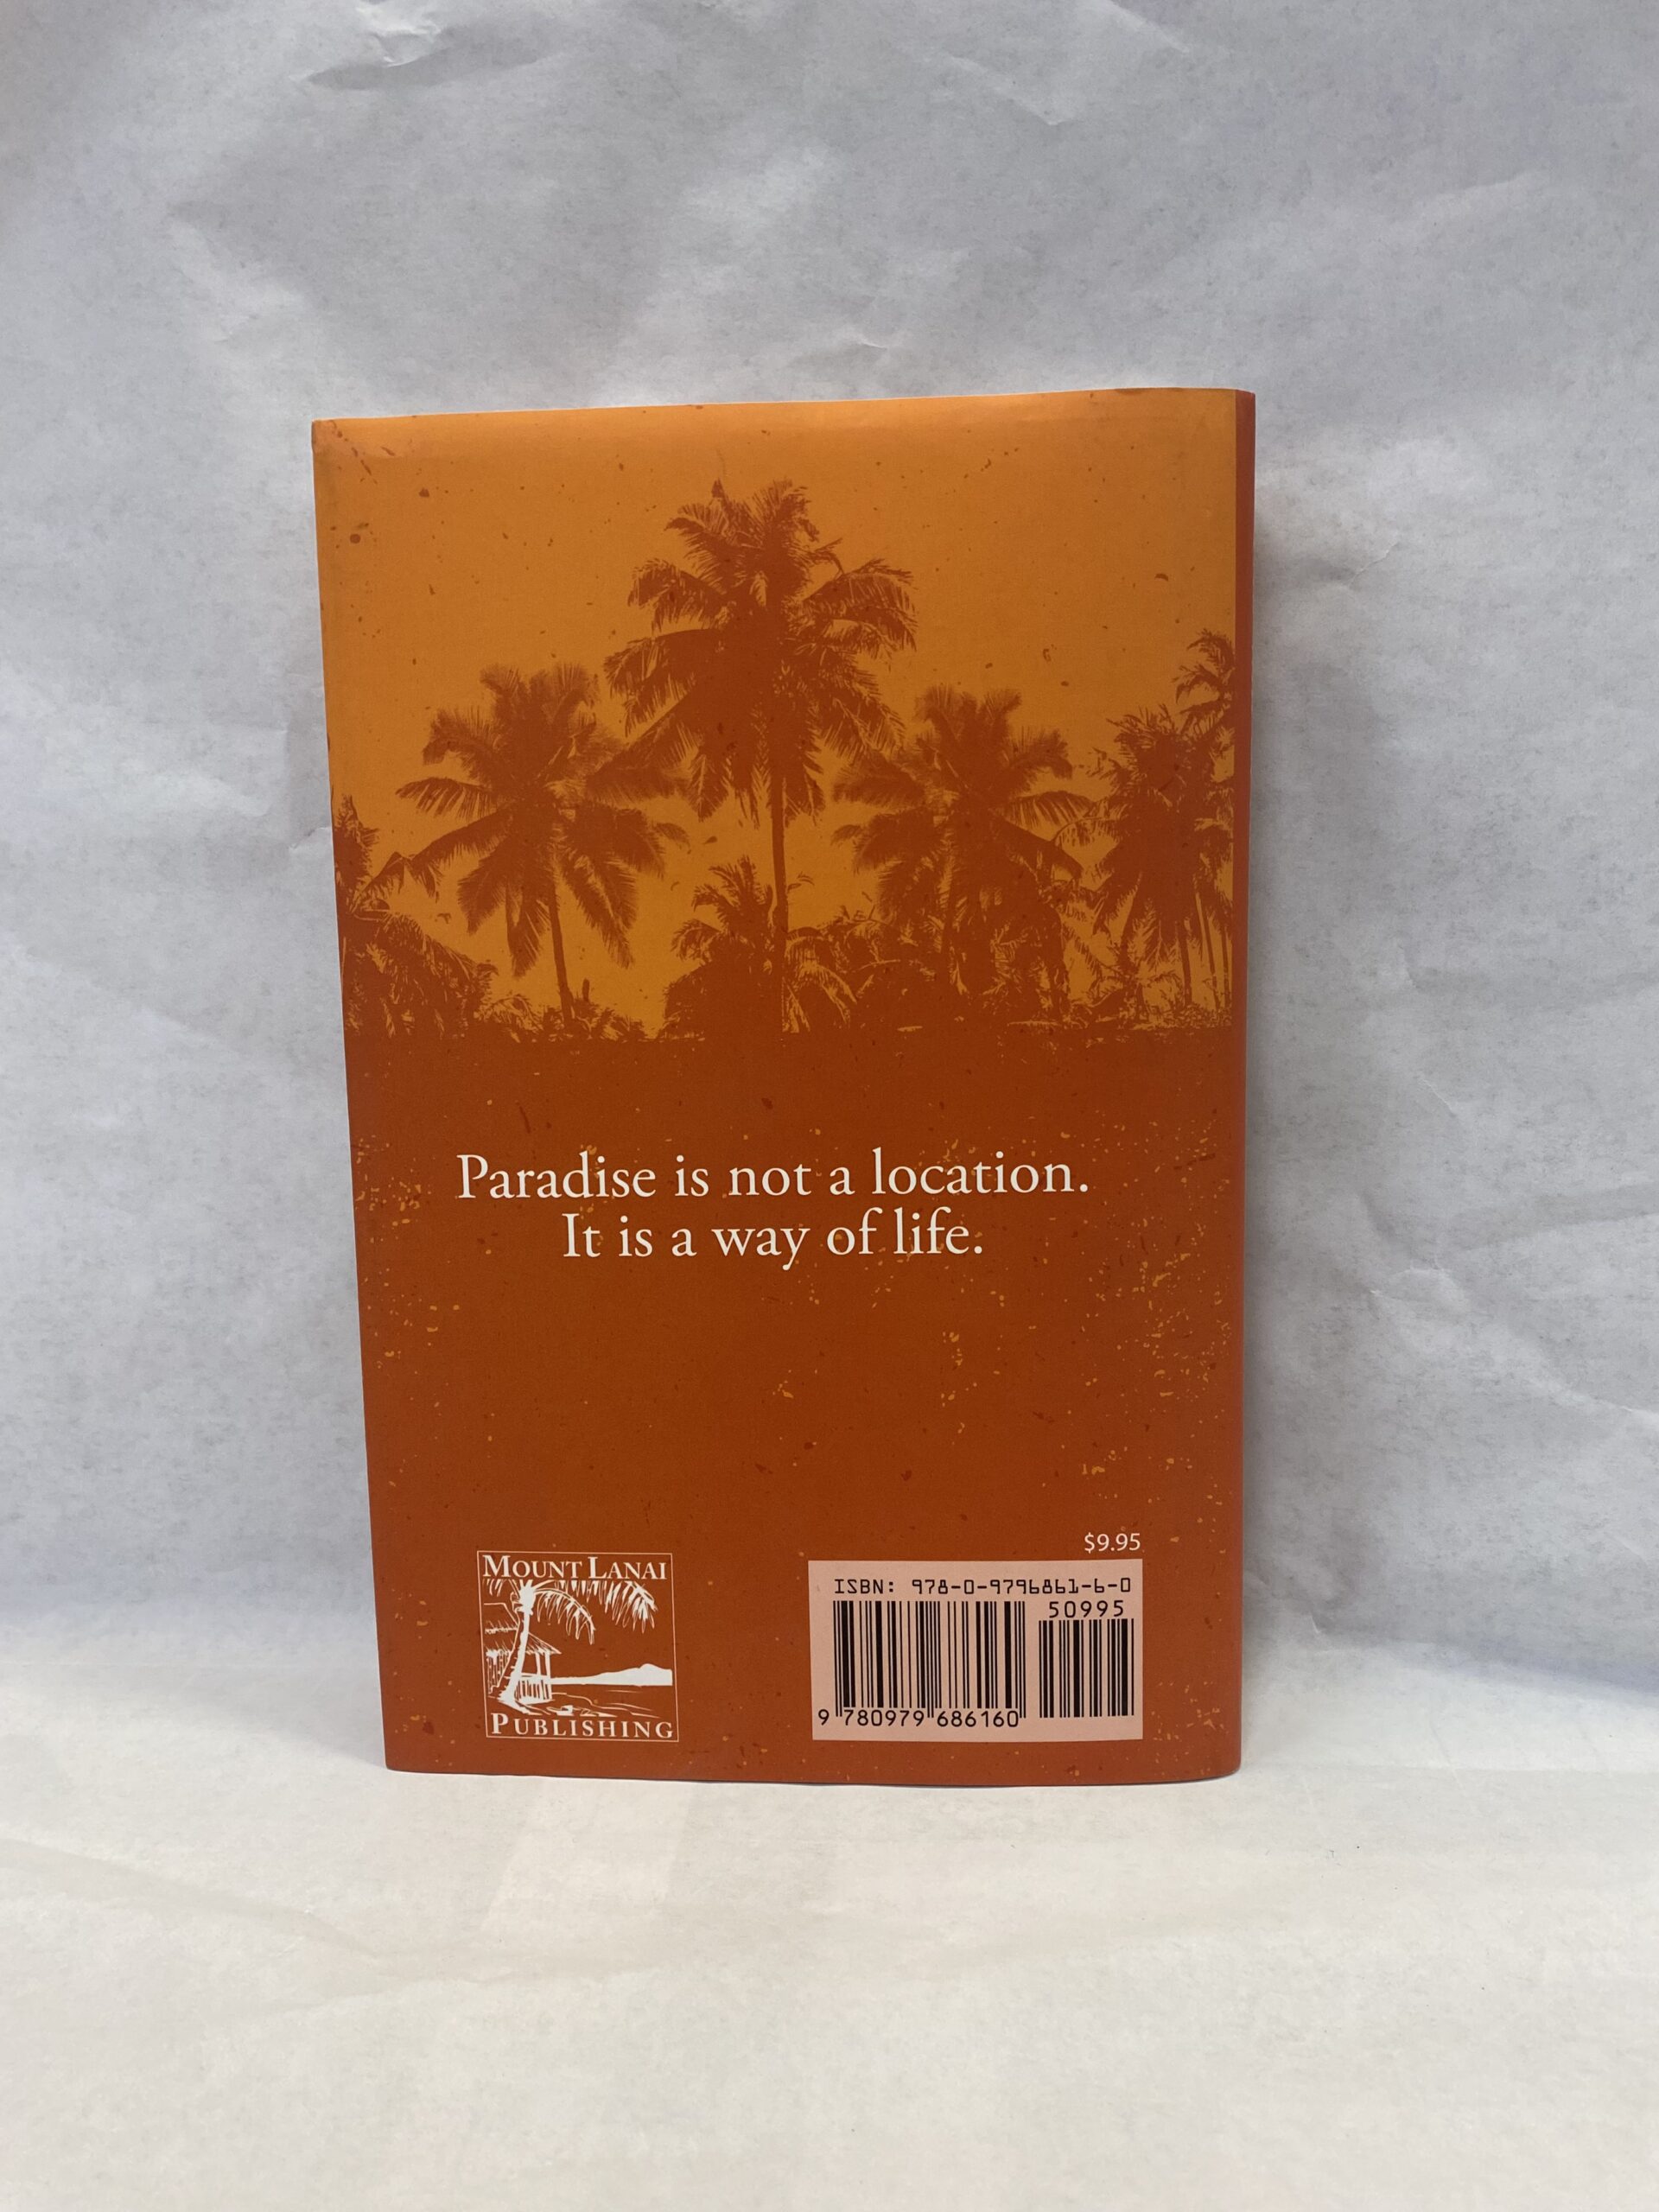 Paradise is not a location.
It is a way of life.
MOUNT LANAI
PUBLISHING
$9.95
ISBN: 978-0-9796861-6-0
50995
9 780979 686160